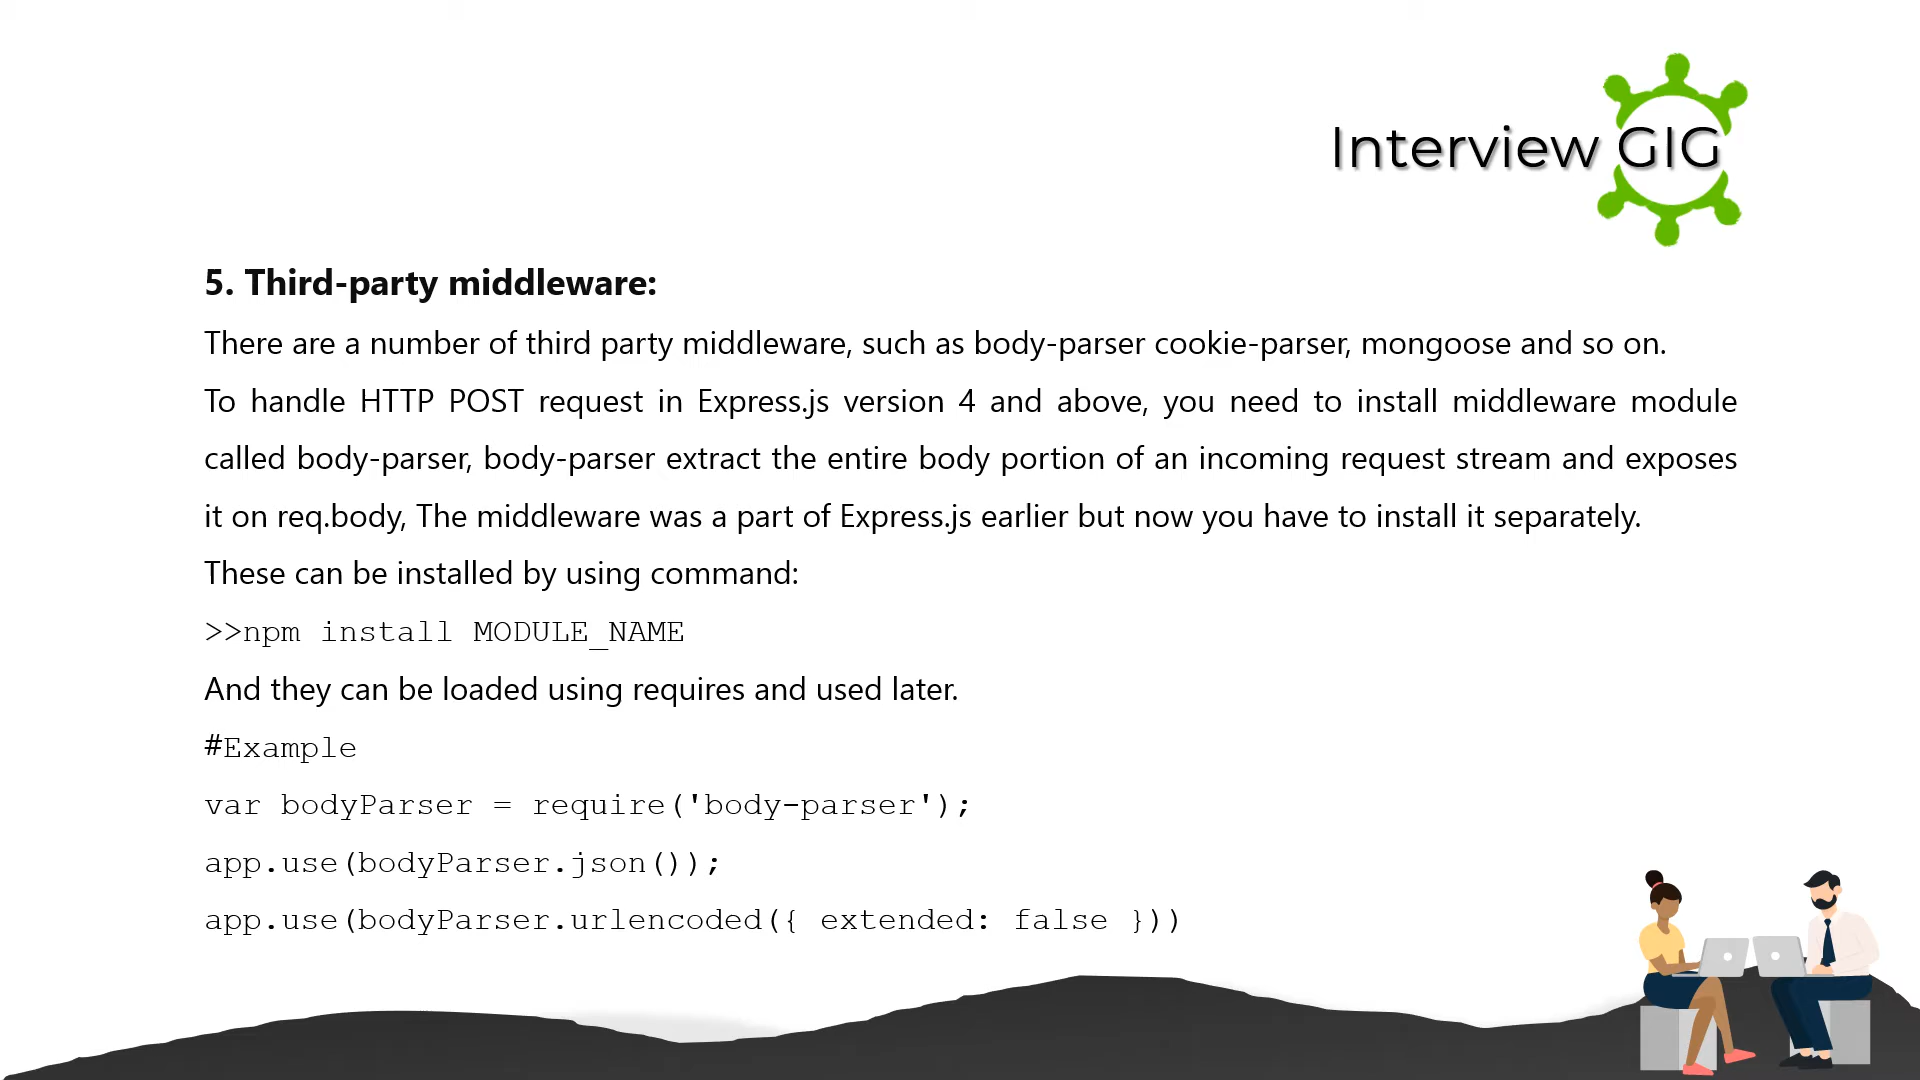 Interview GIG
5. Third-party middleware:
There are a number of third party middleware, such as body-parser cookie-parser, mongoose and so on.
To handle HTTP POST request in Express.js version 4 and above, you need to install middleware module
called body-parser, body-parser extract the entire body portion of an incoming request stream and exposes
it on req.body, The middleware was a part of Express.js earlier but now you have to install it separately.
These can be installed by using command:
>>npm install MODULE_NAME
And they can be loaded using requires and used later.
#Example
var bodyParser = require('body-parser');
app.use(bodyParser.json());
app.use(bodyParser.urlencoded({ extended: false }))